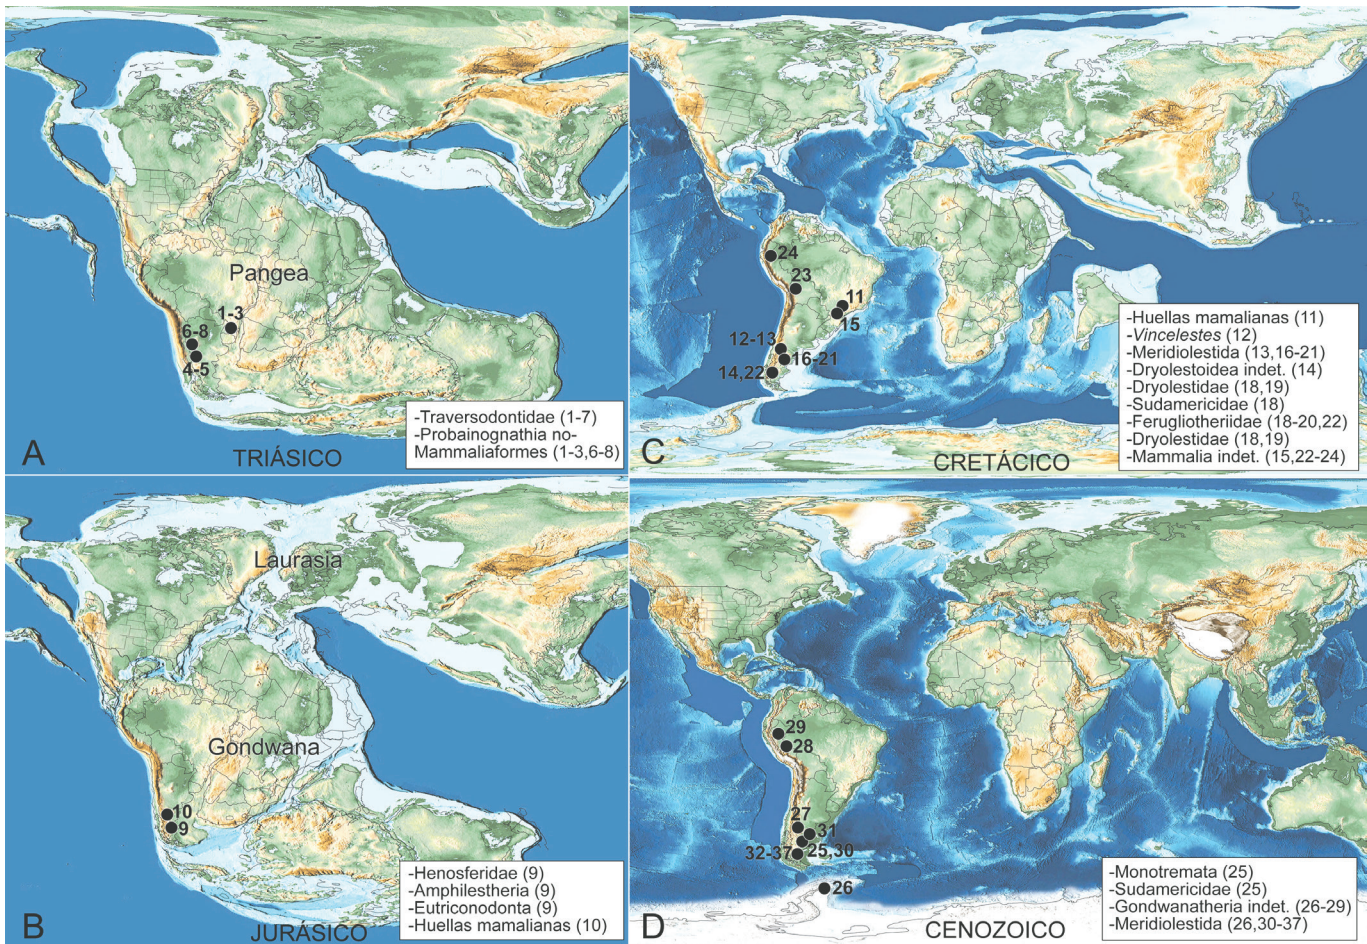 Pangea
1-3
6-8
4-5
-Traversodontidae (1-7)
-Probainognathia no-
Mammaliaformes (1-3,6-8)
A
TRIÁSICO
Laurasia
Gondwana
10
9
-Henosferidae (9)
-Amphilestheria (9)
-Eutriconodonta (9)
-Huellas mamalianas (10)
B
JURÁSICO
24
23
11
15
12-13
16-21
14,22
-Huellas mamalianas (11)
-Vincelestes (12)
-Meridiolestida (13,16-21)
-Dryolestoidea indet. (14)
-Dryolestidae (18,19)
-Sudamericidae (18)
-Ferugliotheriidae (18-20,22)
-Dryolestidae (18,19)
-Mammalia indet. (15,22-24)
C
CRETÁCICO
29
28
27
31
32-37
25,30
26
-Monotremata (25)
-Sudamericidae (25)
-Gondwanatheria indet. (26-29)
-Meridiolestida (26,30-37)
D
CENOZOICO